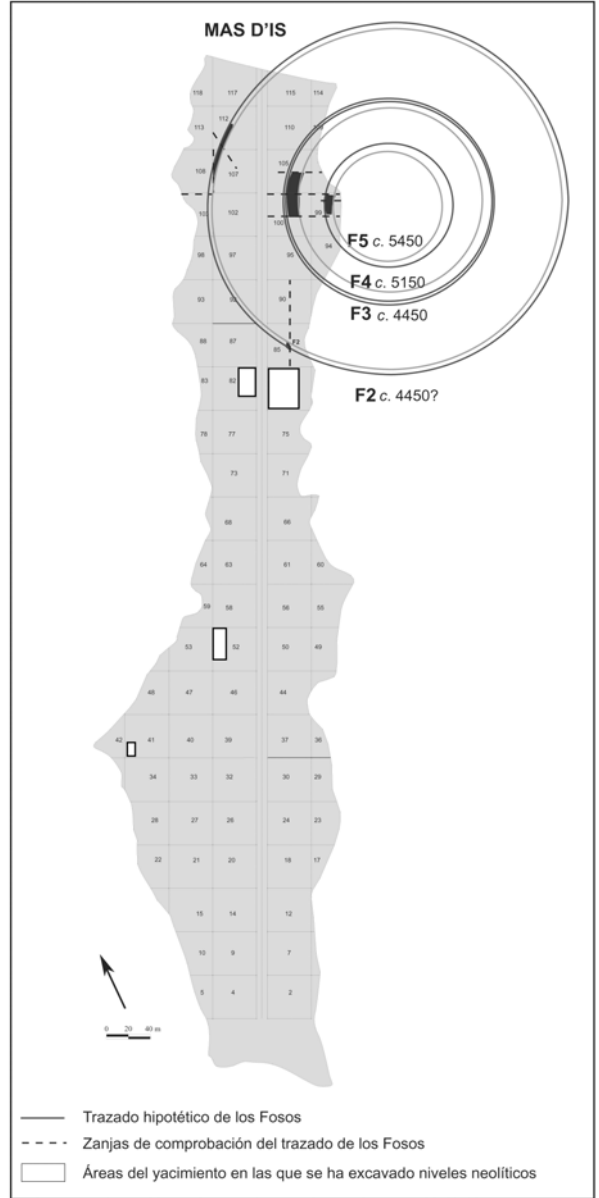 MAS D'IS
118 117 115 114
113 112 110 109
108 107 105
103 102 100 99
98 97 95 94
F5 c. 5450
F4 c. 5150
F3 c. 4450
93 92 90
88 87 85 F2
F2 c. 4450?
83 82
78 77 75
73 71
68 66
64 63 61 60
59 58 56 55
53 52 50 49
48 47 46 44
42 41 40 39 37 36
34 33 32 30 29
28 27 26 24 23
22 21 20 18 17
15 14 12
10 9 7
5 4 2
0 20 40 m
Trazado hipotético de los Fosos
Zanjas de comprobación del trazado de los Fosos
Áreas del yacimiento en las que se ha excavado niveles neolíticos